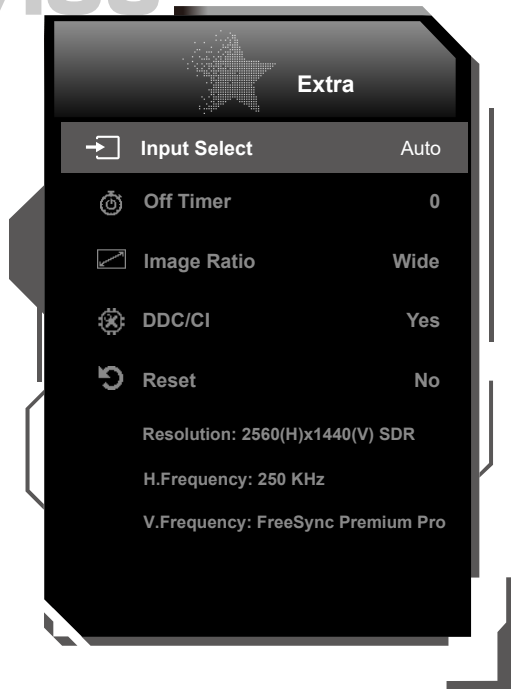 Extra
Input Select Auto
Off Timer 0
Image Ratio Wide
DDC/CI Yes
Reset No
Resolution: 2560(H)x1440(V) SDR
H.Frequency: 250 KHz
V.Frequency: FreeSync Premium Pro